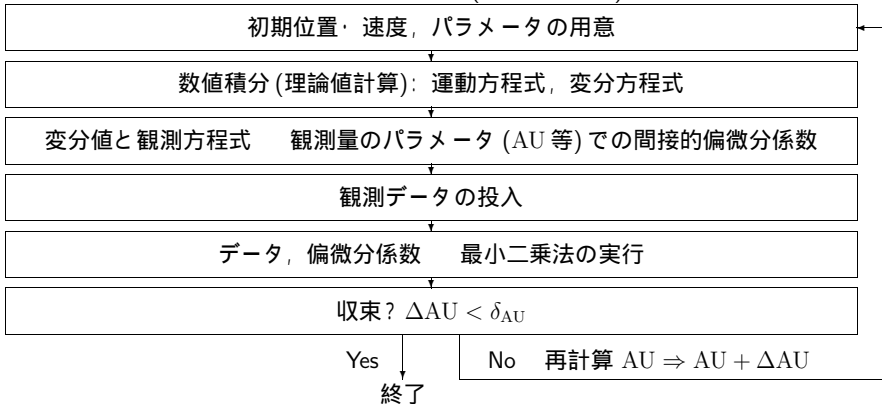 初期位置・速度, パラメータの用意
数値積分 (理論値計算): 運動方程式, 変分方程式
変分値と観測方程式 観測量のパラメータ (AU 等) での間接的偏微分係数
観測データの投入
データ, 偏微分係数 最小二乗法の実行
収束? ΔAU < δ_AU
Yes No 再計算 AU ⇒ AU + ΔAU
終了